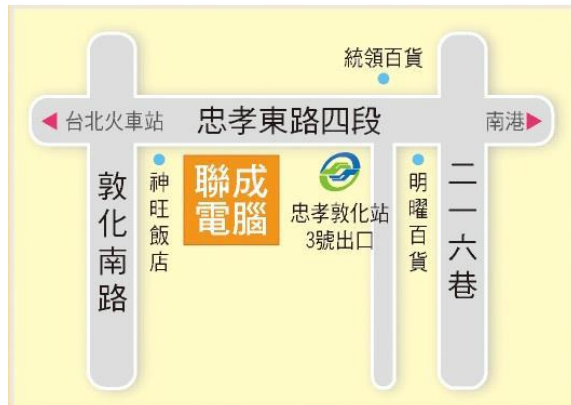 統領百貨
台北火車站
忠孝東路四段
南港
敦化南路
神旺飯店
聯成
電腦
忠孝敦化站
3號出口
明曜百貨
二一六巷